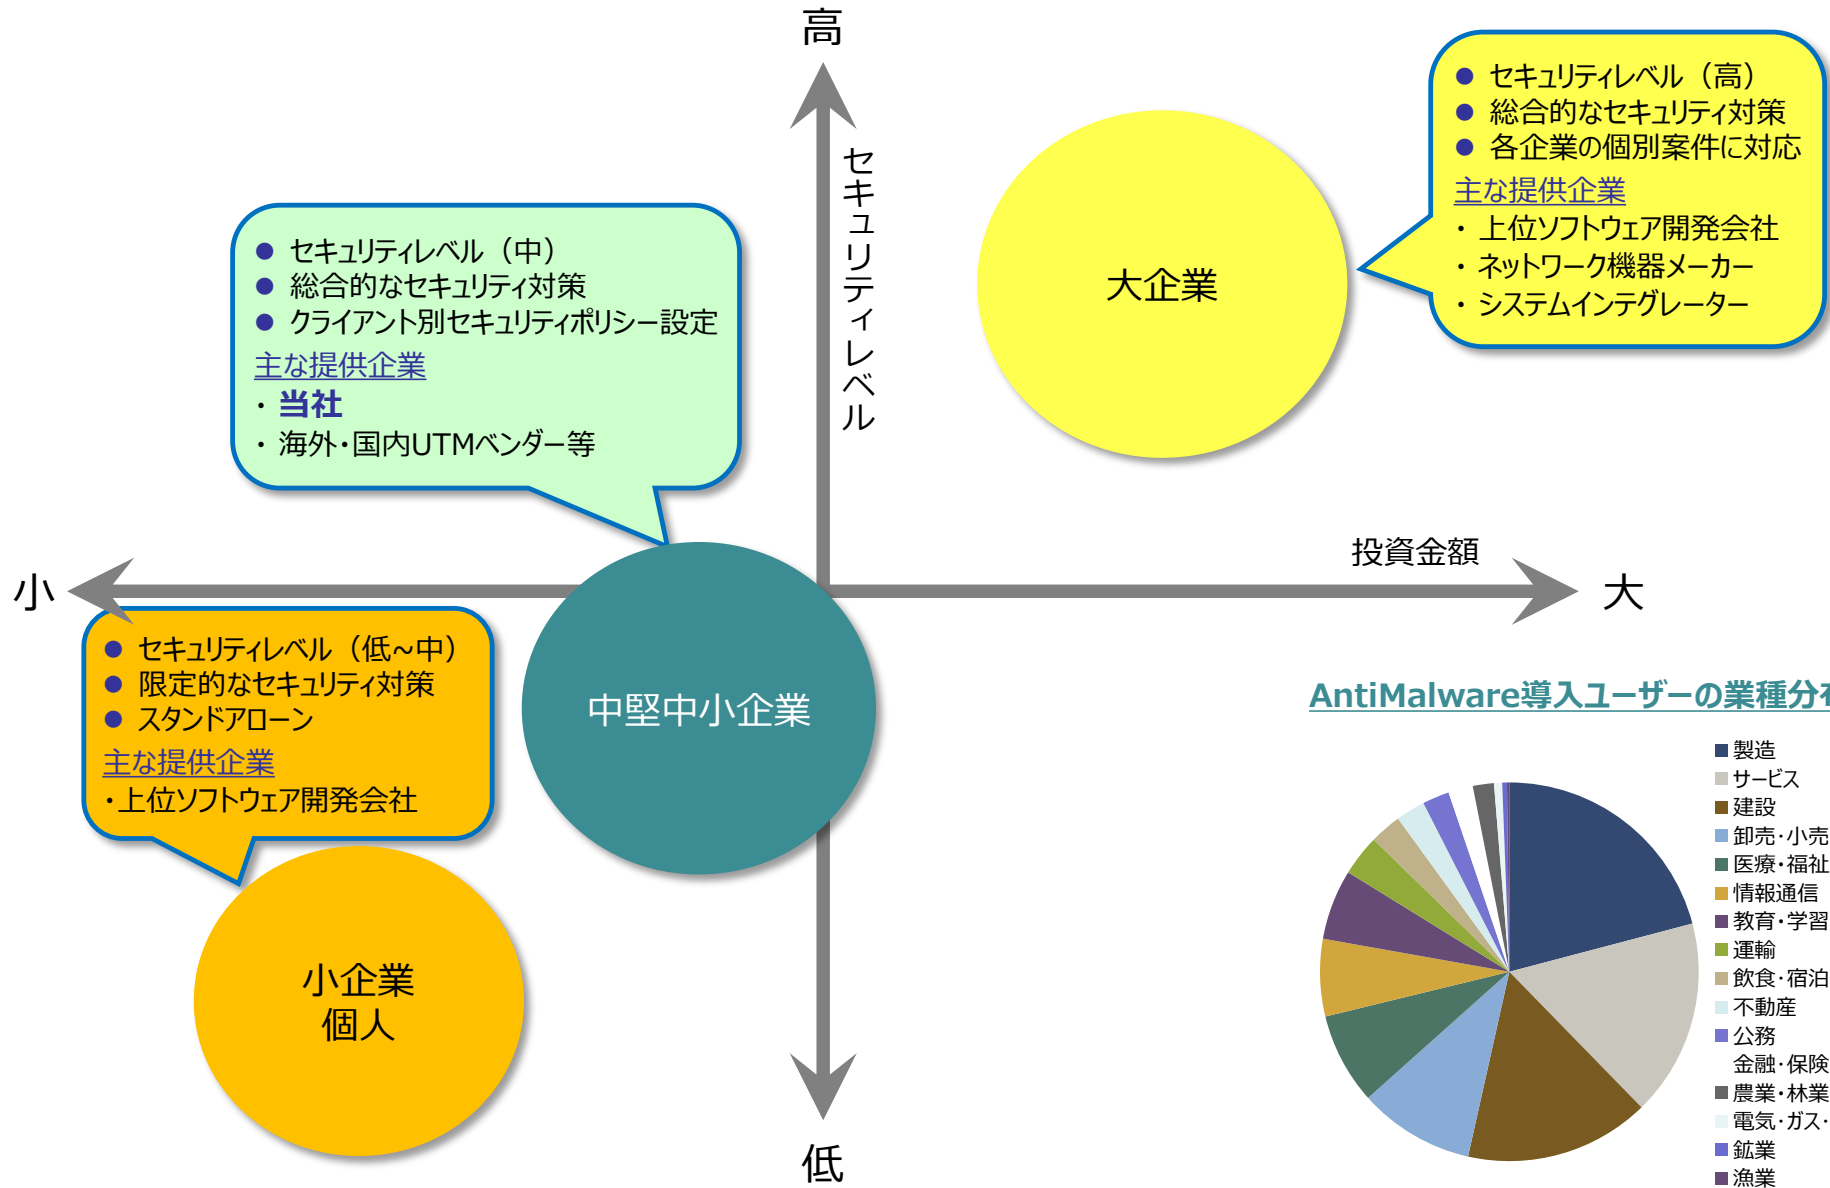 高
セキュリティレベル
● セキュリティレベル（高）
● 総合的なセキュリティ対策
● 各企業の個別案件に対応
主な提供企業
・上位ソフトウェア開発会社
・ネットワーク機器メーカー
・システムインテグレーター
大企業
● セキュリティレベル（中）
● 総合的なセキュリティ対策
● クライアント別セキュリティポリシー設定
主な提供企業
・当社
・海外・国内UTMベンダー等
投資金額
小
大
● セキュリティレベル（低~中）
● 限定的なセキュリティ対策
● スタンドアローン
主な提供企業
・上位ソフトウェア開発会社
中堅中小企業
小企業
個人
低
AntiMalware導入ユーザーの業種分
製造
サービス
建設
卸売・小売
医療・福祉
情報通信
教育・学習
運輸
飲食・宿泊
不動産
公務
金融・保険
農業・林業
電気・ガス・
鉱業
漁業